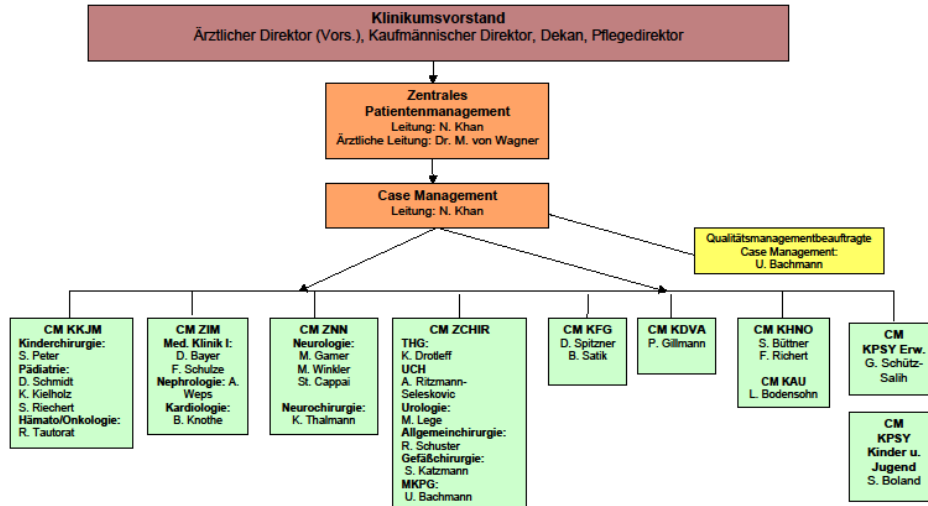 Klinikumsvorstand
Ärztlicher Direktor (Vors.), Kaufmännischer Direktor, Dekan, Pflegedirektor
Zentrales
Patientenmanagement
Leitung: N. Khan
Ärztliche Leitung: Dr. M. von Wagner
Case Management
Leitung: N. Khan
Qualitätsmanagementbeauftragte
Case Management:
U. Bachmann
CM KKJM
Kinderchirurgie:
S. Peter
Pädiatrie:
D. Schmidt
K. Kielholz
S. Riechert
Hämato/Onkologie:
R. Tautorat
CM ZIM
Med. Klinik I:
D. Bayer
F. Schulze
Nephrologie: A.
Weps
Kardiologie:
B. Knothe
CM ZNN
Neurologie:
M. Gamer
M. Winkler
St. Cappai
Neurochirurgie:
K. Thalmann
CM ZCHIR
THG:
K. Drotleff
UCH
A. Ritzmann-
Seleskovic
Urologie:
M. Lege
Allgemeinchirurgie:
R. Schuster
Gefäßchirurgie:
S. Katzmann
MKPG:
U. Bachmann
CM KFG
D. Spitzner
B. Satik
CM KDVA
P. Gillmann
CM KHNO
S. Büttner
F. Richert
CM KAU
L. Bodensohn
CM
KPSY Erw.
G. Schütz-
Salih
CM
KPSY
Kinder u.
Jugend
S. Boland